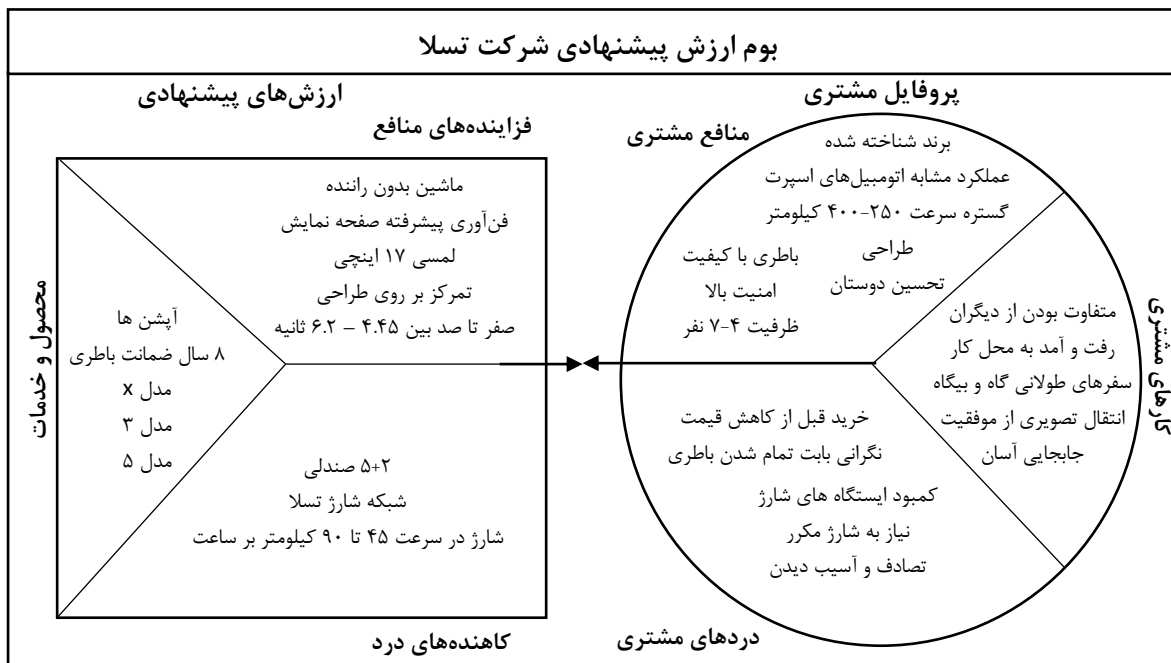 بوم ارزش پیشنهادی شرکت تسلا
پروفایل مشتری
منافع مشتری
برند شناخته شده
عملکرد مشابه اتومبیل‌های اسپرت
گستره سرعت ۲۵۰-۴۰۰ کیلومتر
طراحی
تحسین دوستان
باطری با کیفیت
امنیت بالا
ظرفیت ۴-۷ نفر
کارهای مشتری
متفاوت بودن از دیگران
رفت و آمد به محل کار
سفرهای طولانی گاه و بیگاه
انتقال تصویری از موفقیت
جابجایی آسان
خرید قبل از کاهش قیمت
نگرانی بابت تمام شدن باطری
کمبود ایستگاه های شارژ
نیاز به شارژ مکرر
تصادف و آسیب دیدن
دردهای مشتری
ارزش‌های پیشنهادی
فزاینده‌های منافع
ماشین بدون راننده
فن‌آوری پیشرفته صفحه نمایش
لمسی ۱۷ اینچی
تمرکز بر روی طراحی
صفر تا صد بین ۴.۴۵ – ۶.۲ ثانیه
محصول و خدمات
آپشن ها
۸ سال ضمانت باطری
مدل x
مدل ۳
مدل ۵
۵+۲ صندلی
شبکه شارژ تسلا
شارژ در سرعت ۴۵ تا ۹۰ کیلومتر بر ساعت
کاهنده‌های درد